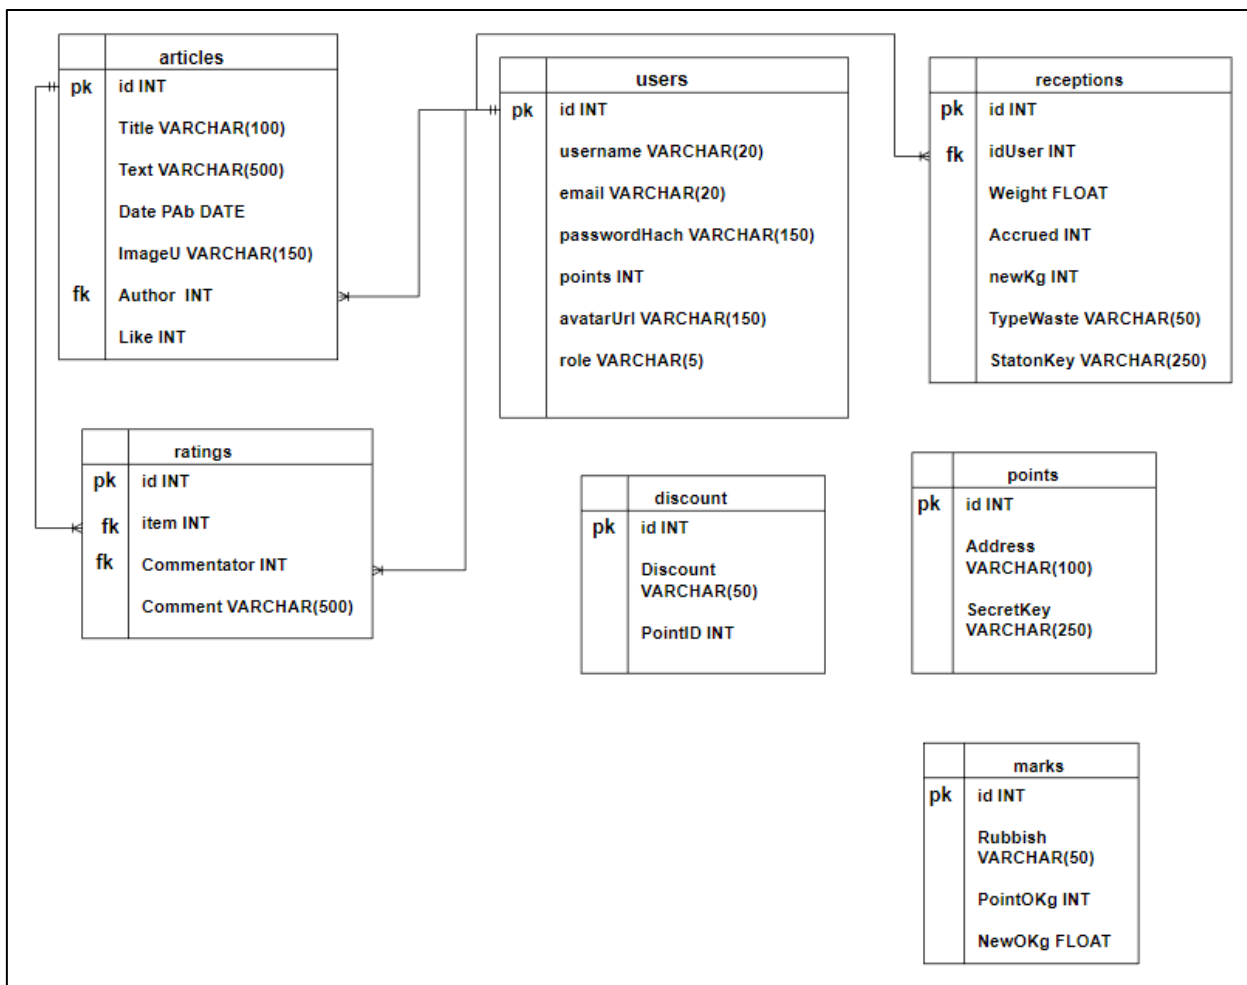 articles
pk id INT
Title VARCHAR(100)
Text VARCHAR(500)
Date PAb DATE
ImageU VARCHAR(150)
fk Author INT
Like INT
users
pk id INT
username VARCHAR(20)
email VARCHAR(20)
passwordHach VARCHAR(150)
points INT
avatarUrl VARCHAR(150)
role VARCHAR(5)
receptions
pk id INT
fk idUser INT
Weight FLOAT
Accrued INT
newKg INT
TypeWaste VARCHAR(50)
StatonKey VARCHAR(250)
ratings
pk id INT
fk item INT
fk Commentator INT
Comment VARCHAR(500)
discount
pk id INT
Discount
VARCHAR(50)
PointID INT
points
pk id INT
Address
VARCHAR(100)
SecretKey
VARCHAR(250)
marks
pk id INT
Rubbish
VARCHAR(50)
PointOKg INT
NewOKg FLOAT